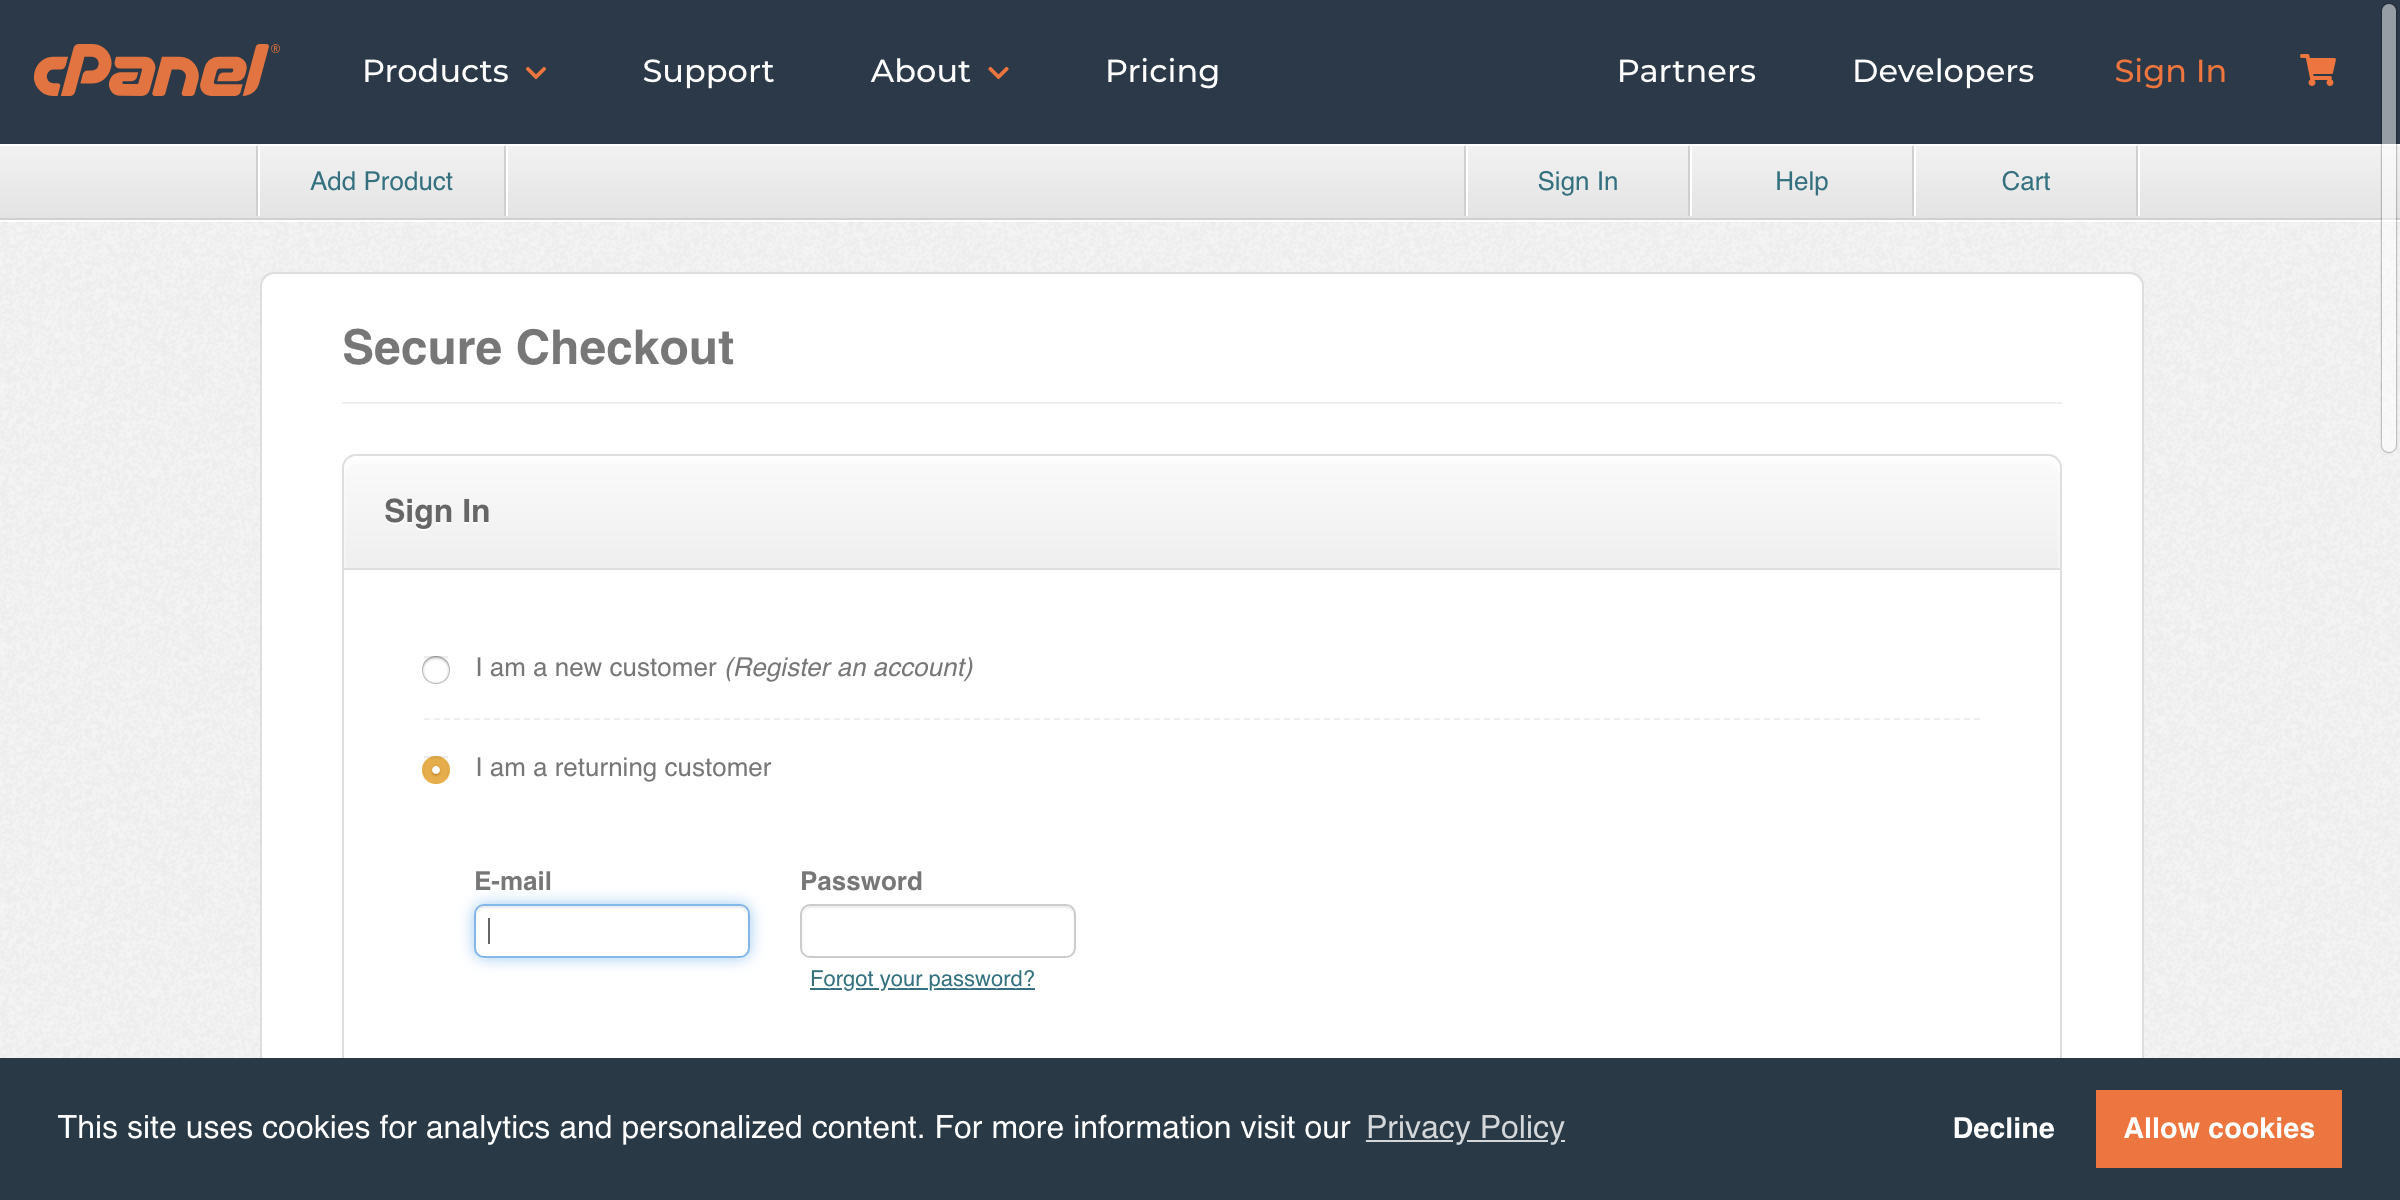 cPanel®
Products
Support
About
Pricing
Partners
Developers
Sign In
Add Product
Sign In
Help
Cart
Secure Checkout
Sign In
I am a new customer (Register an account)
I am a returning customer
E-mail
Password
Forgot your password?
This site uses cookies for analytics and personalized content. For more information visit our Privacy Policy
Decline
Allow cookies